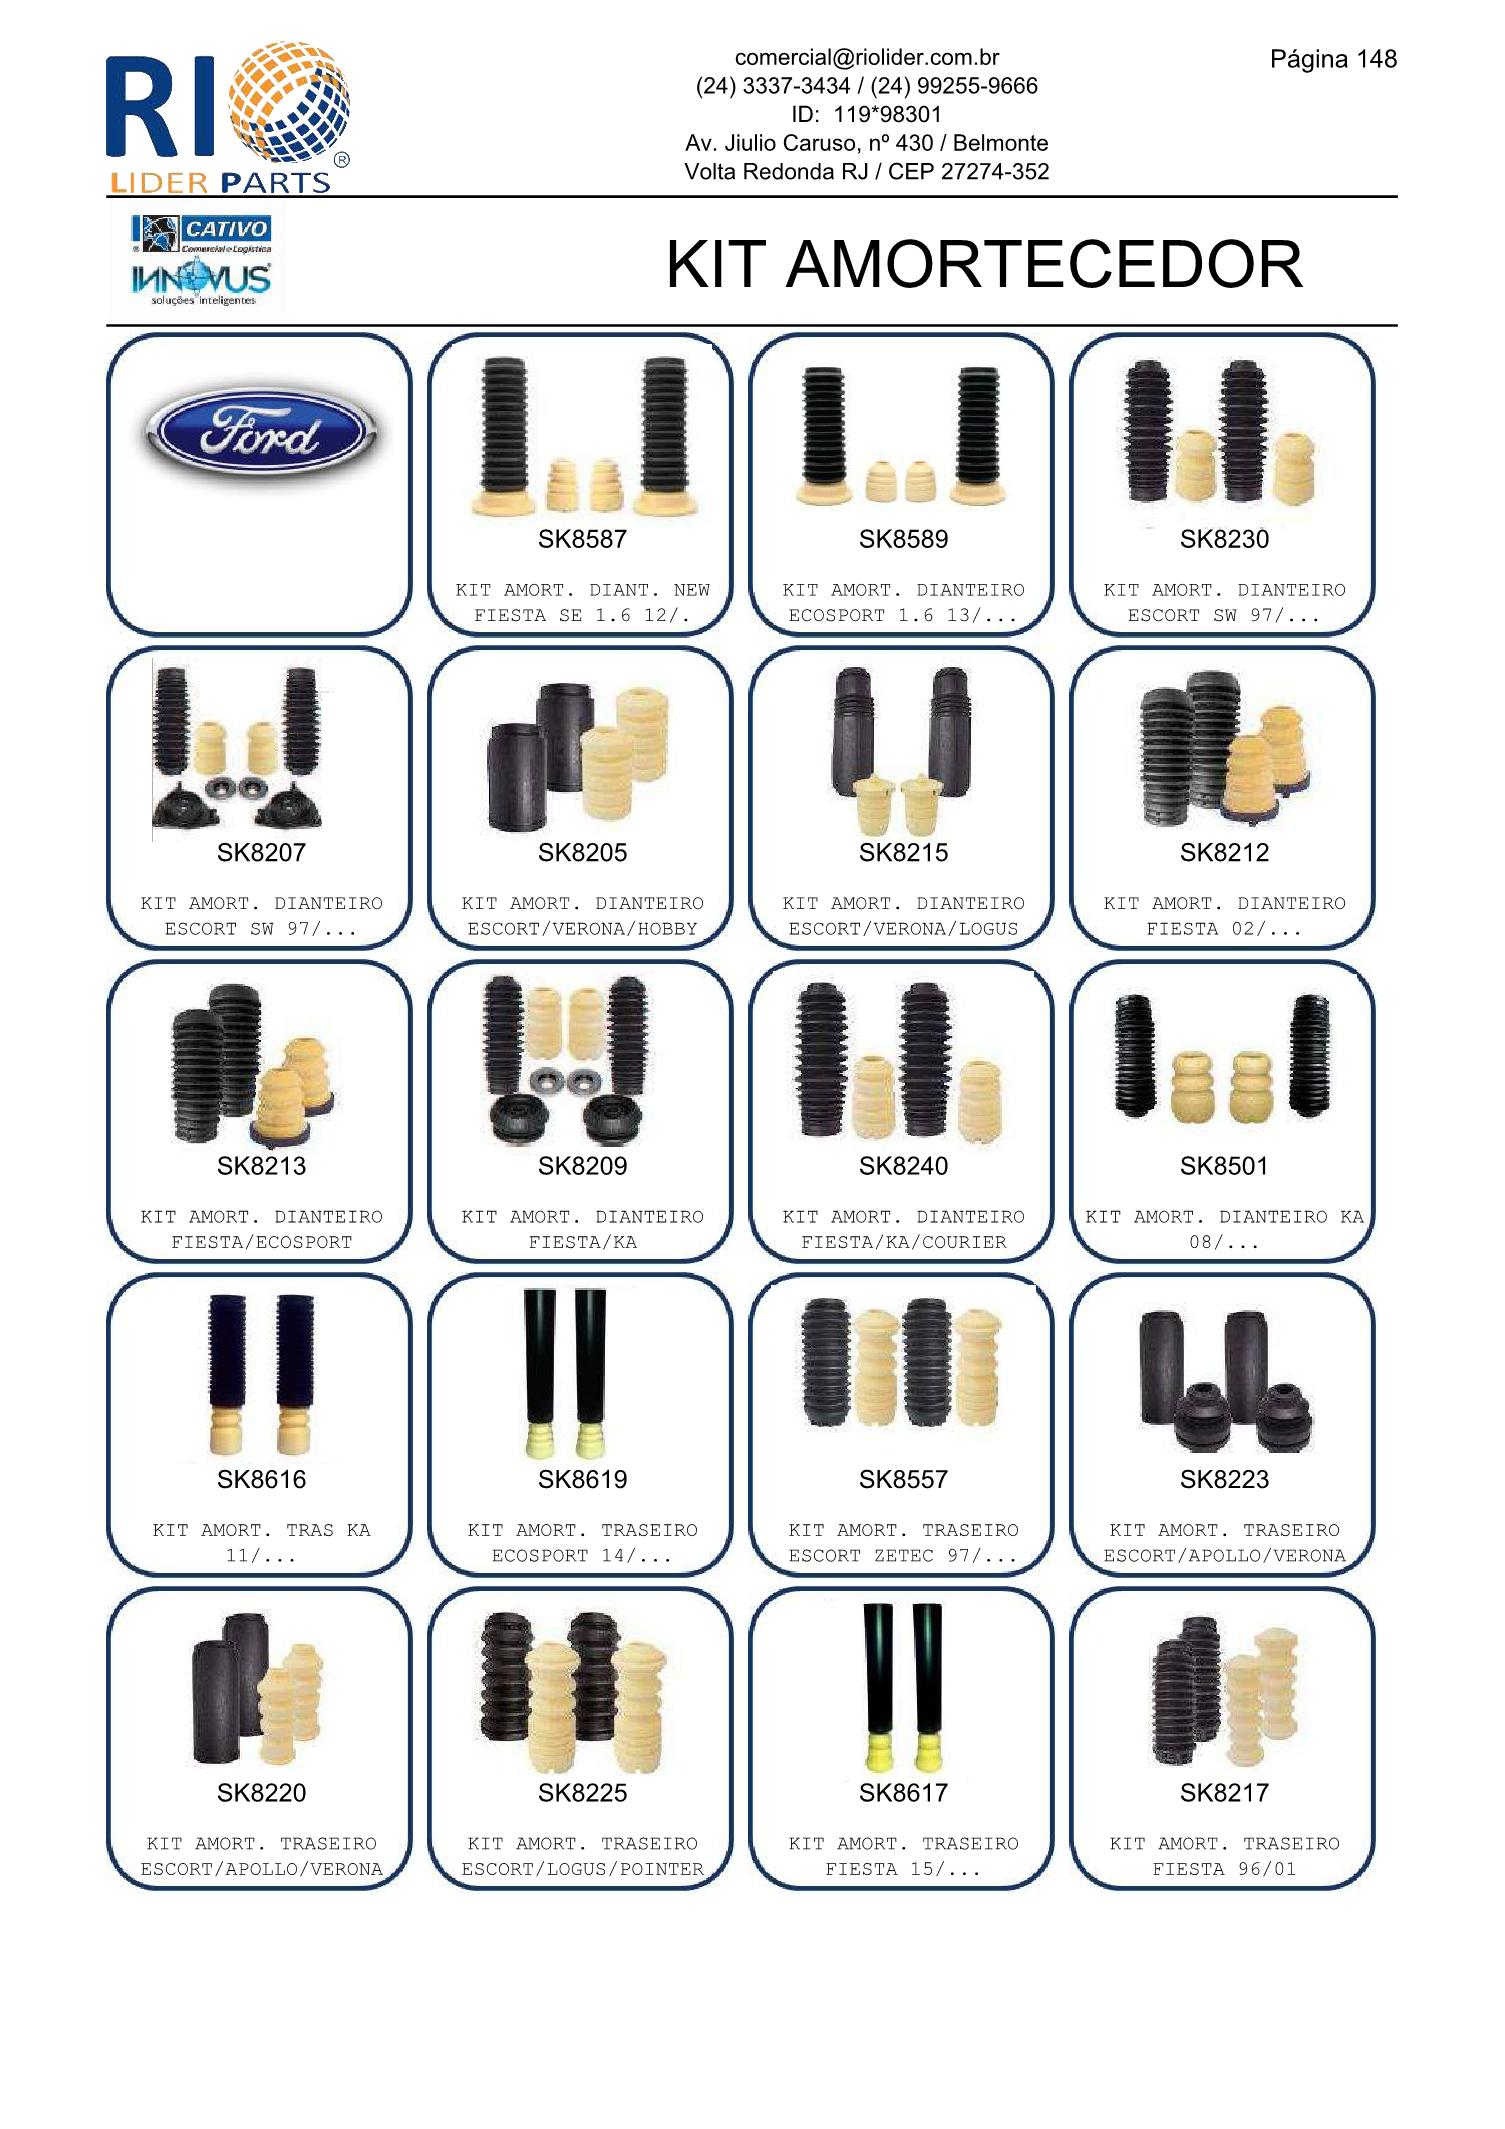 RIO
®
LIDER PARTS
comercial@riolider.com.br
(24) 3337-3434 / (24) 99255-9666
ID: 119*98301
Av. Jiulio Caruso, nº 430 / Belmonte
Volta Redonda RJ / CEP 27274-352
Página 148
CATIVO
® Comercial e Logística
INNOVUS
soluções inteligentes
KIT AMORTECEDOR
Ford
SK8587
KIT AMORT. DIANT. NEW
FIESTA SE 1.6 12/.
SK8589
KIT AMORT. DIANTEIRO
ECOSPORT 1.6 13/...
SK8230
KIT AMORT. DIANTEIRO
ESCORT SW 97/...
SK8207
KIT AMORT. DIANTEIRO
ESCORT SW 97/...
SK8205
KIT AMORT. DIANTEIRO
ESCORT/VERONA/HOBBY
SK8215
KIT AMORT. DIANTEIRO
ESCORT/VERONA/LOGUS
SK8212
KIT AMORT. DIANTEIRO
FIESTA 02/...
SK8213
KIT AMORT. DIANTEIRO
FIESTA/ECOSPORT
SK8209
KIT AMORT. DIANTEIRO
FIESTA/KA
SK8240
KIT AMORT. DIANTEIRO
FIESTA/KA/COURIER
SK8501
KIT AMORT. DIANTEIRO KA
08/...
SK8616
KIT AMORT. TRAS KA
11/...
SK8619
KIT AMORT. TRASEIRO
ECOSPORT 14/...
SK8557
KIT AMORT. TRASEIRO
ESCORT ZETEC 97/...
SK8223
KIT AMORT. TRASEIRO
ESCORT/APOLLO/VERONA
SK8220
KIT AMORT. TRASEIRO
ESCORT/APOLLO/VERONA
SK8225
KIT AMORT. TRASEIRO
ESCORT/LOGUS/POINTER
SK8617
KIT AMORT. TRASEIRO
FIESTA 15/...
SK8217
KIT AMORT. TRASEIRO
FIESTA 96/01